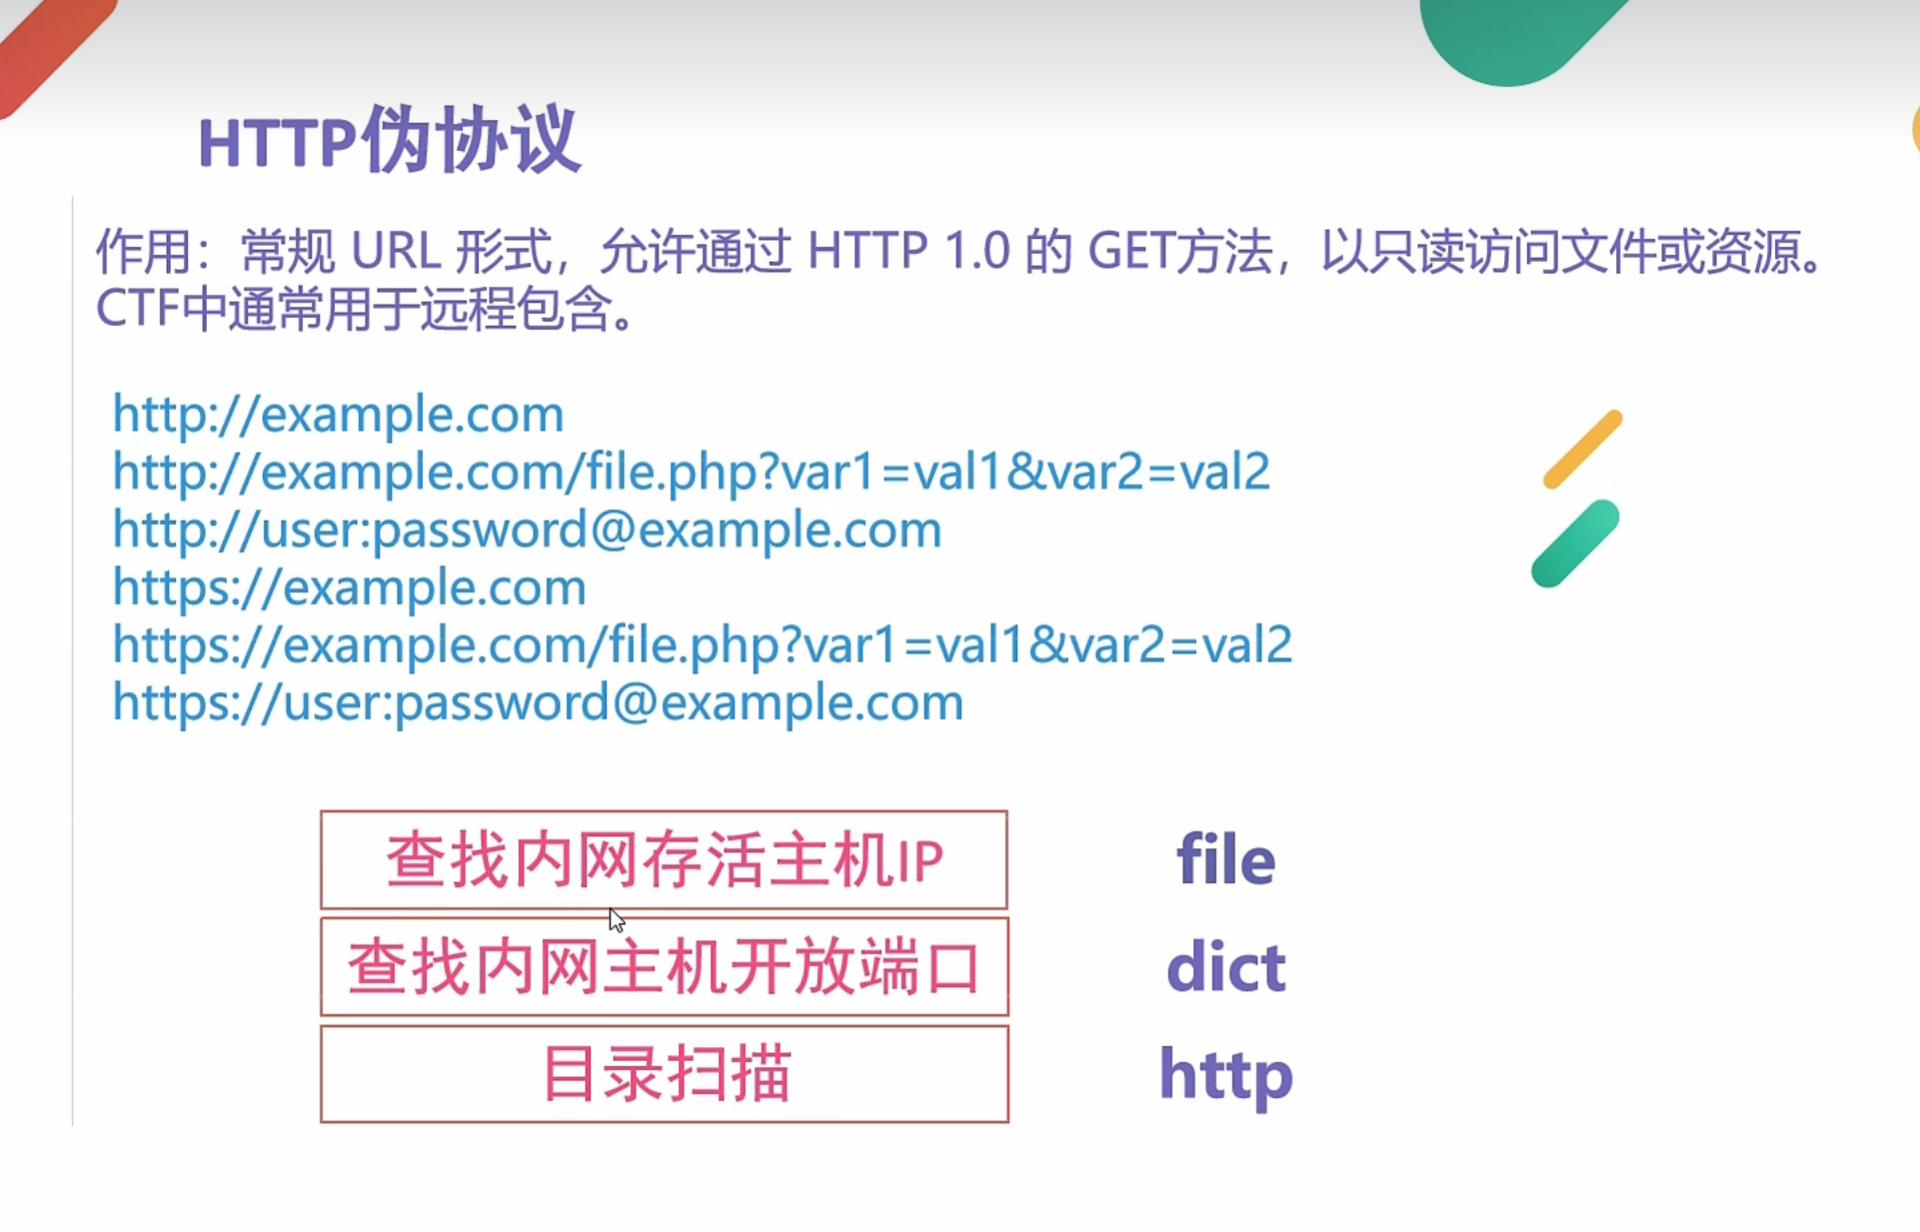 HTTP伪协议
作用：常规 URL 形式，允许通过 HTTP 1.0 的 GET方法，以只读访问文件或资源。
CTF中通常用于远程包含。
http://example.com
http://example.com/file.php?var1=val1&var2=val2
http://user:password@example.com
https://example.com
https://example.com/file.php?var1=val1&var2=val2
https://user:password@example.com
查找内网存活主机IP file
查找内网主机开放端口 dict
目录扫描 http